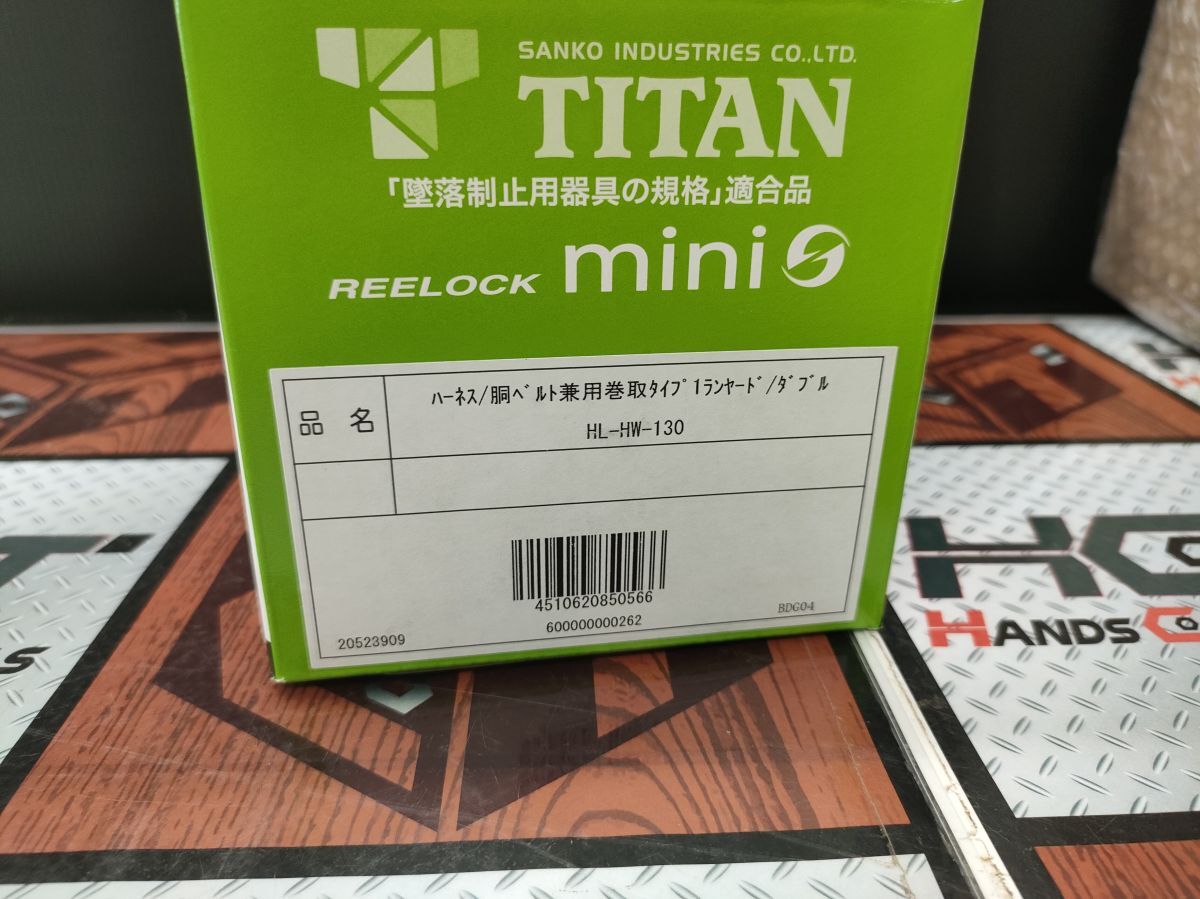 SANKO INDUSTRIES CO.,LTD.
TITAN
「墜落制止用器具の規格」適合品
REELOCK mini
品 名
ﾊｰﾈｽ/胴ﾍﾞﾙﾄ兼用巻取ﾀｲﾌﾟ1ﾗﾝﾔｰﾄﾞ/ﾀﾞﾌﾞﾙ
HL-HW-130
4510620850566
600000000262
20523909
BDG04
HANDS